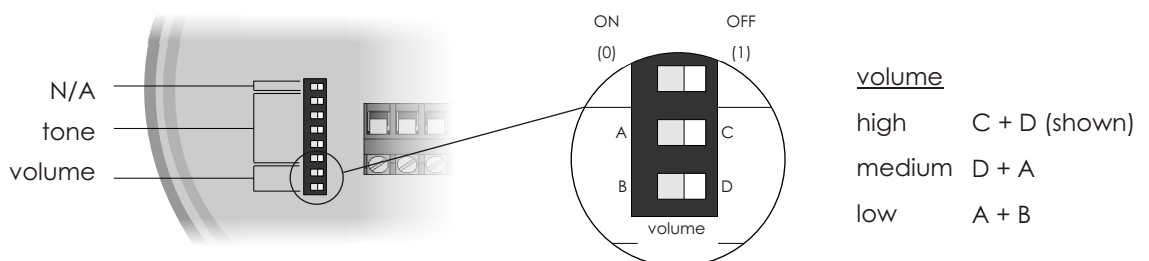 N/A
tone
volume
ON OFF
(0) (1)
A C
B D
volume
volume
high C + D (shown)
medium D + A
low A + B